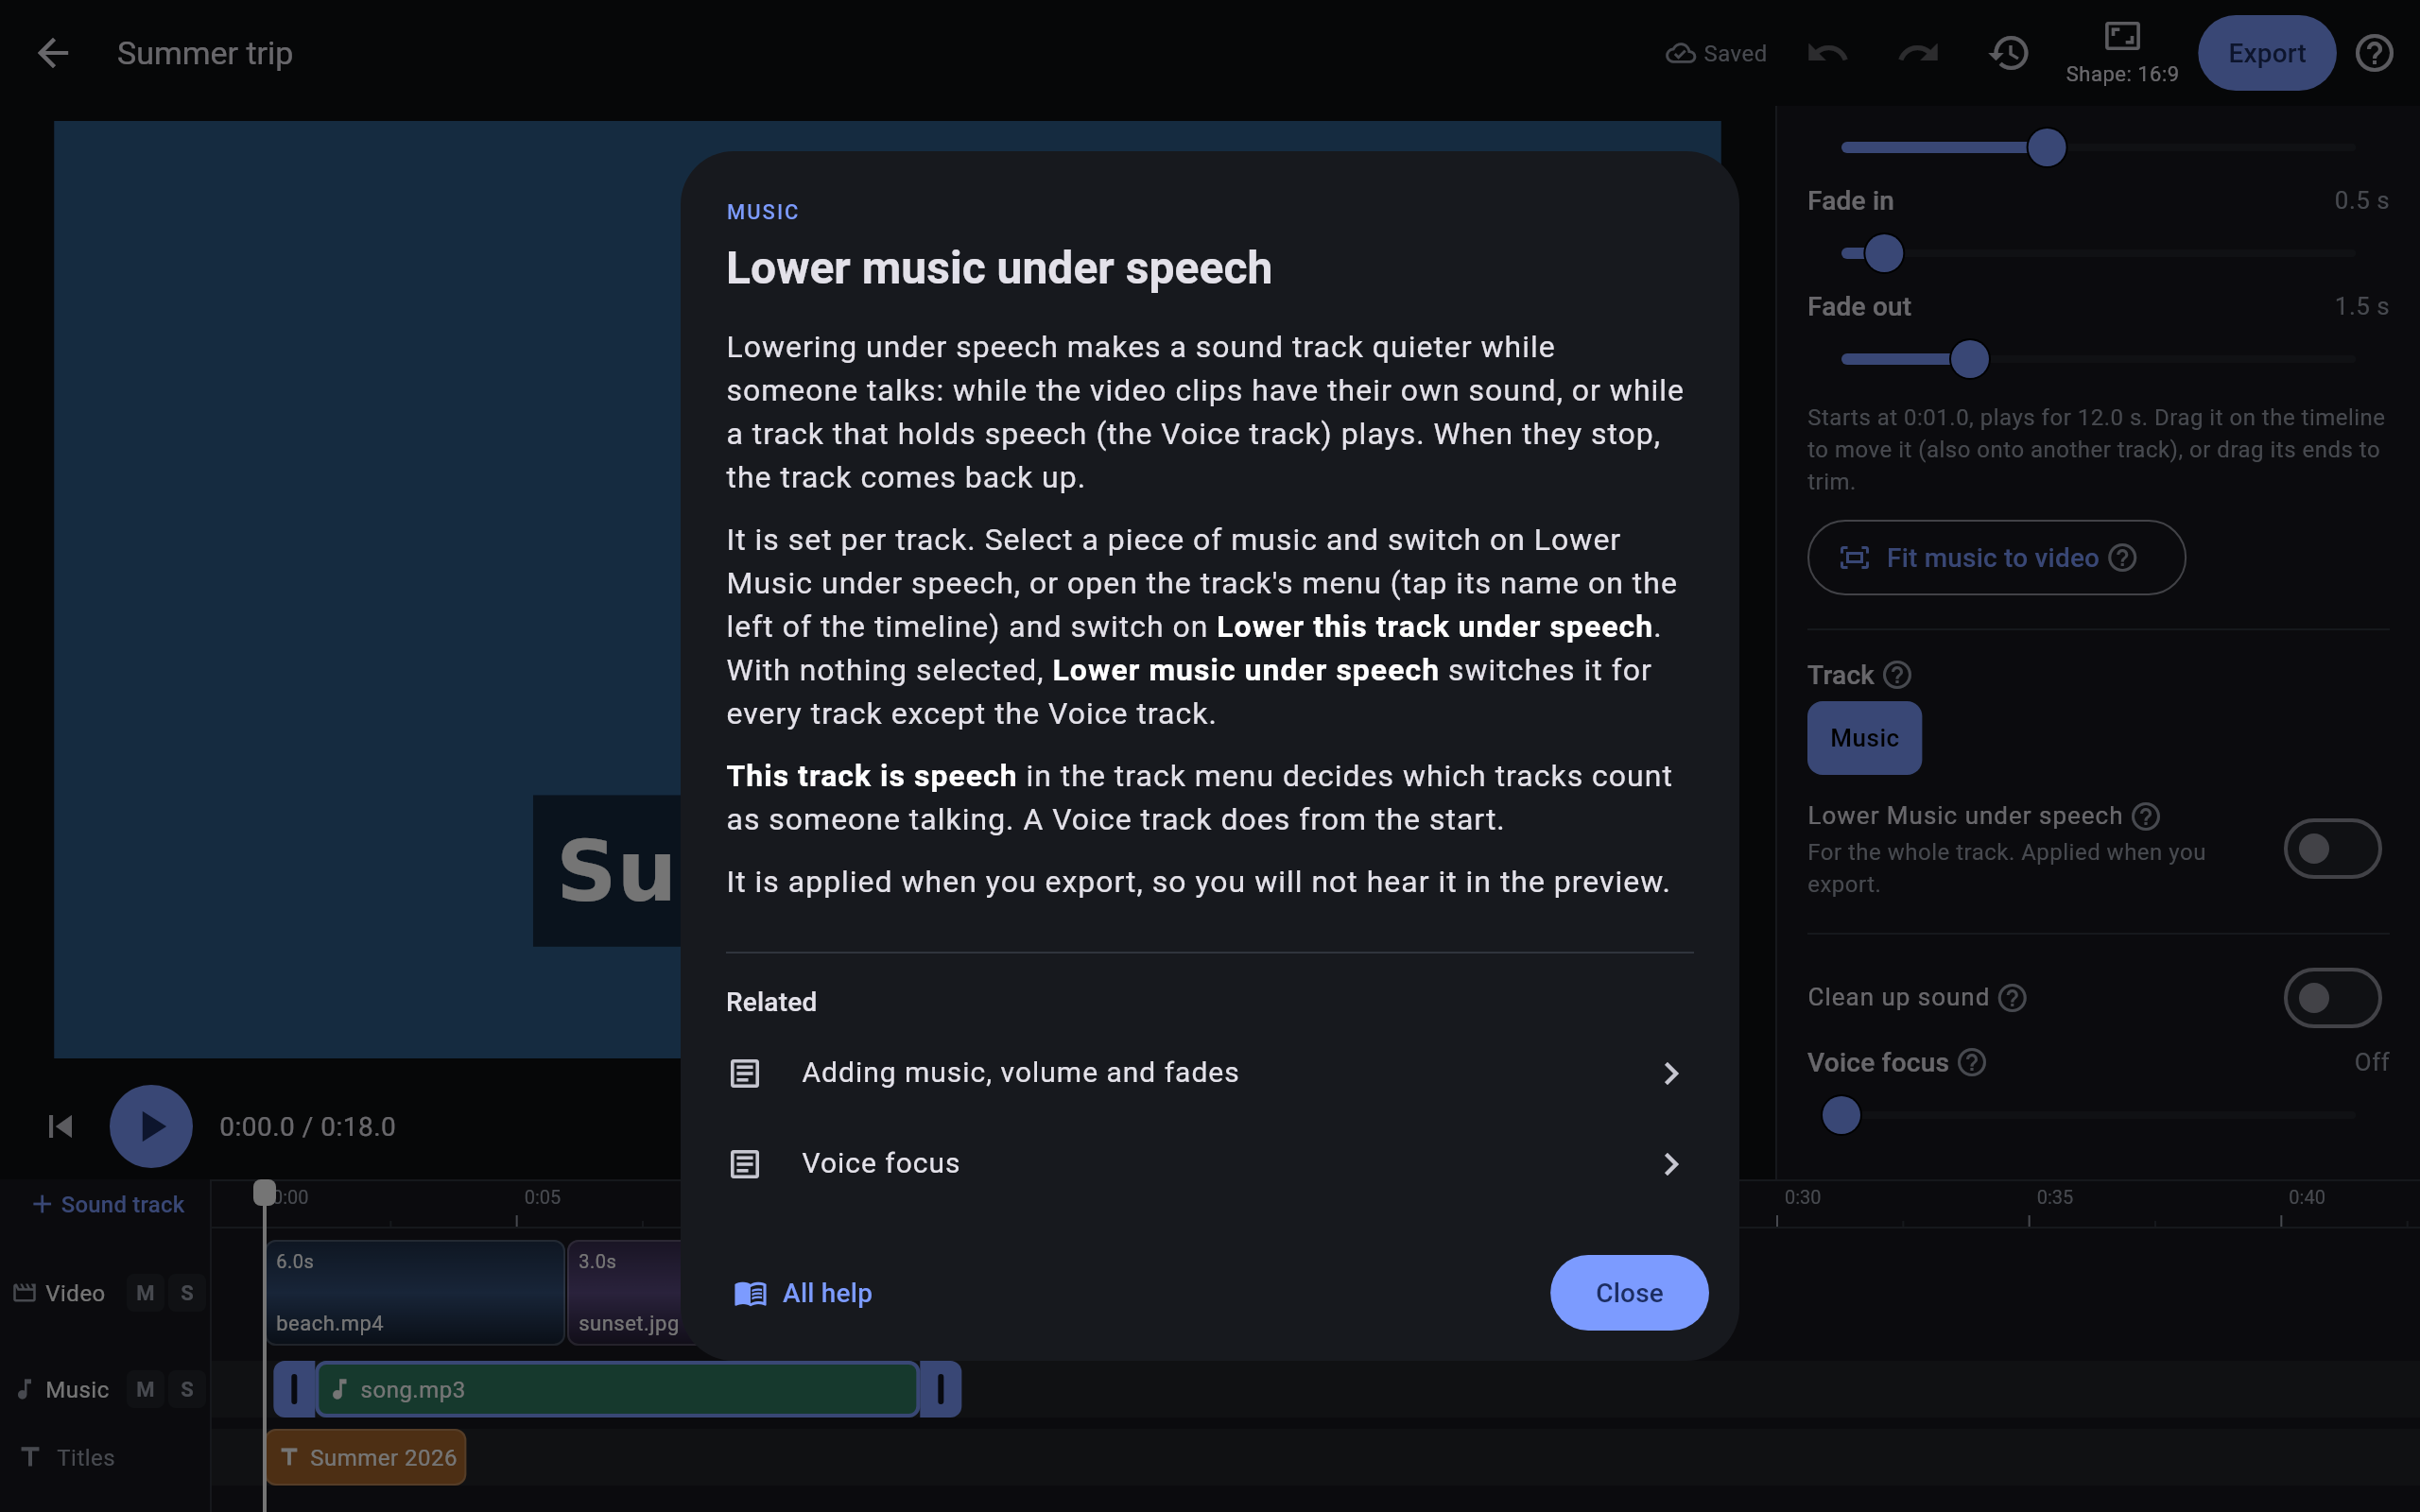 Summer trip
Saved
Shape: 16:9
Export
MUSIC
Lower music under speech
Lowering under speech makes a sound track quieter while
someone talks: while the video clips have their own sound, or while
a track that holds speech (the Voice track) plays. When they stop,
the track comes back up.
It is set per track. Select a piece of music and switch on Lower
Music under speech, or open the track's menu (tap its name on the
left of the timeline) and switch on Lower this track under speech.
With nothing selected, Lower music under speech switches it for
every track except the Voice track.
This track is speech in the track menu decides which tracks count
as someone talking. A Voice track does from the start.
It is applied when you export, so you will not hear it in the preview.
Related
Adding music, volume and fades
Voice focus
All help
Close
Su
Fade in
0.5 s
Fade out
1.5 s
Starts at 0:01.0, plays for 12.0 s. Drag it on the timeline
to move it (also onto another track), or drag its ends to
trim.
Fit music to video
Track
Music
Lower Music under speech
For the whole track. Applied when you
export.
Clean up sound
Voice focus
Off
0:00.0 / 0:18.0
Sound track
0:00
0:05
0:30
0:35
0:40
Video
M
S
6.0s
beach.mp4
3.0s
sunset.jpg
Music
M
S
song.mp3
Titles
Summer 2026